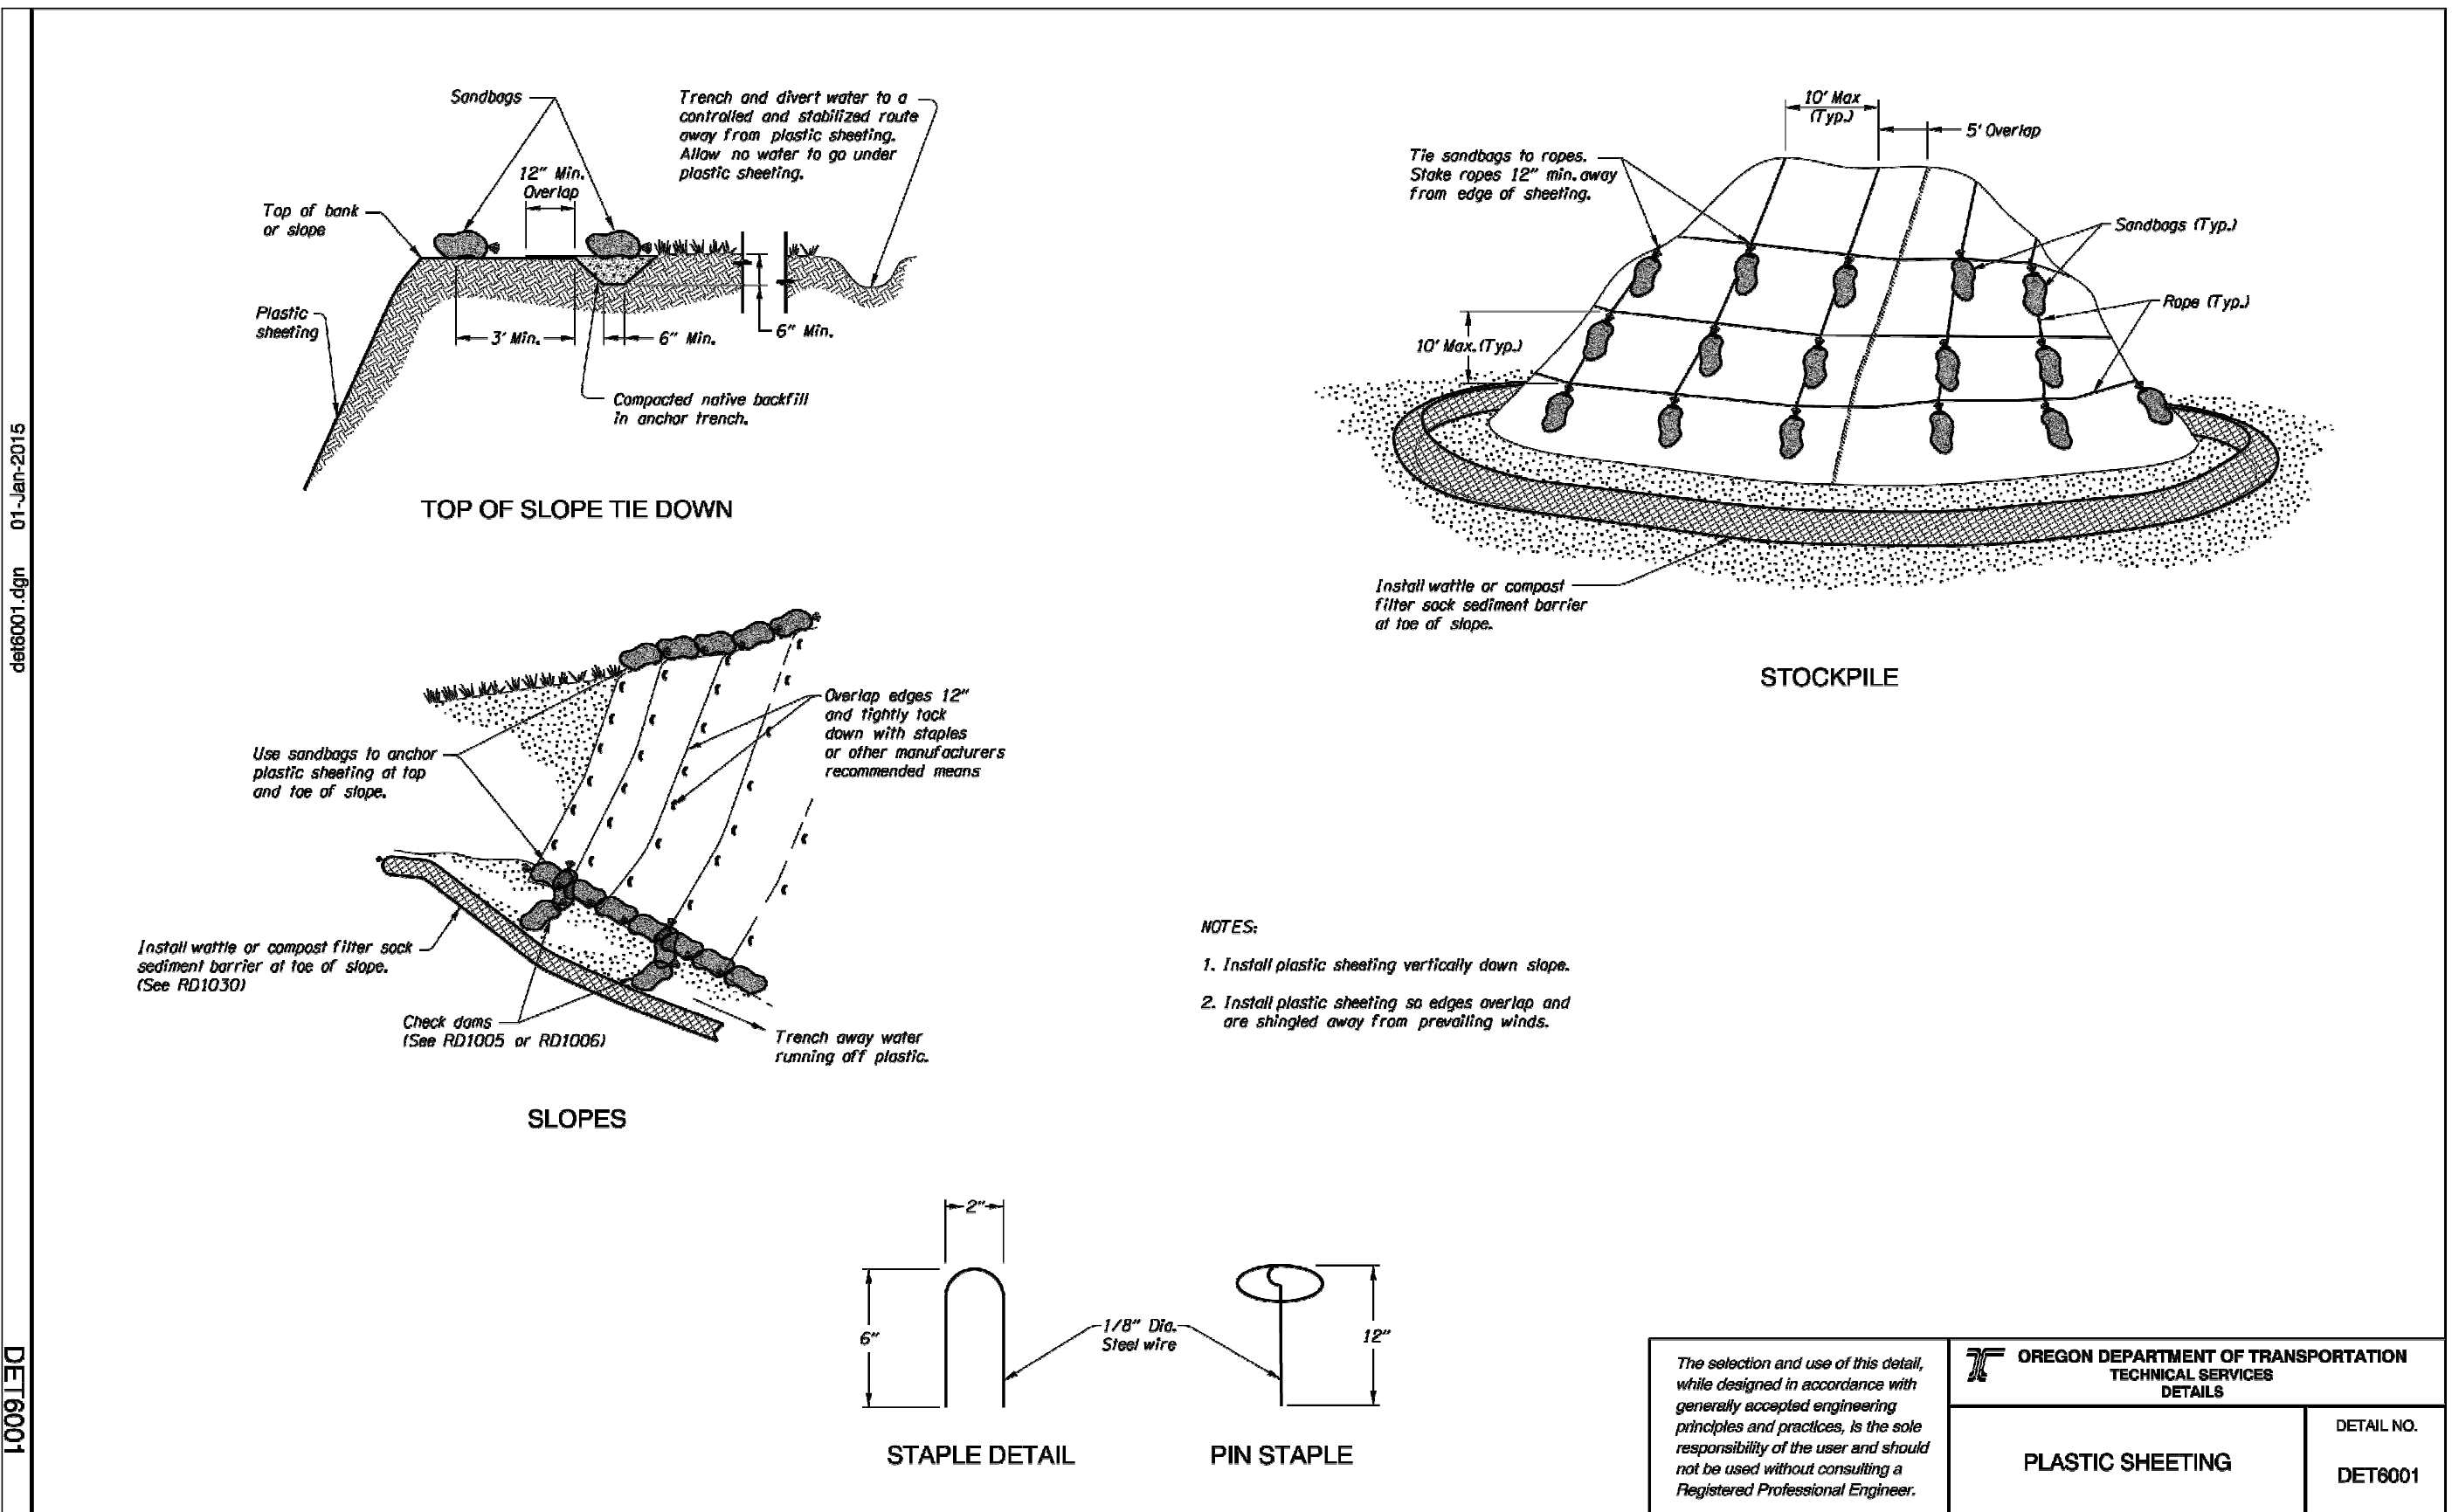 Sandbags
12" Min.
Overlap
Trench and divert water to a
controlled and stabilized route
away from plastic sheeting.
Allow no water to go under
plastic sheeting.
Top of bank
or slope
Plastic
sheeting
3' Min.
6" Min.
6" Min.
Compacted native backfill
in anchor trench.
TOP OF SLOPE TIE DOWN
10' Max
(Typ.)
5' Overlap
Tie sandbags to ropes.
Stake ropes 12" min. away
from edge of sheeting.
Sandbags (Typ.)
Rope (Typ.)
10' Max. (Typ.)
Install wattle or compost
filter sock sediment barrier
at toe of slope.
STOCKPILE
Overlap edges 12"
and tightly tack
down with staples
or other manufacturers
recommended means
Use sandbags to anchor
plastic sheeting at top
and toe of slope.
Install wattle or compost filter sock
sediment barrier at toe of slope.
(See RD1030)
Check dams
(See RD1005 or RD1006)
Trench away water
running off plastic.
SLOPES
NOTES:
1. Install plastic sheeting vertically down slope.
2. Install plastic sheeting so edges overlap and
are shingled away from prevailing winds.
2"
6"
1/8" Dia.
Steel wire
12"
STAPLE DETAIL
PIN STAPLE
The selection and use of this detail,
while designed in accordance with
generally accepted engineering
principles and practices, is the sole
responsibility of the user and should
not be used without consulting a
Registered Professional Engineer.
OREGON DEPARTMENT OF TRANSPORTATION
TECHNICAL SERVICES
DETAILS
PLASTIC SHEETING
DETAIL NO.
DET6001
det6001.dgn 01-Jan-2015
DET6001